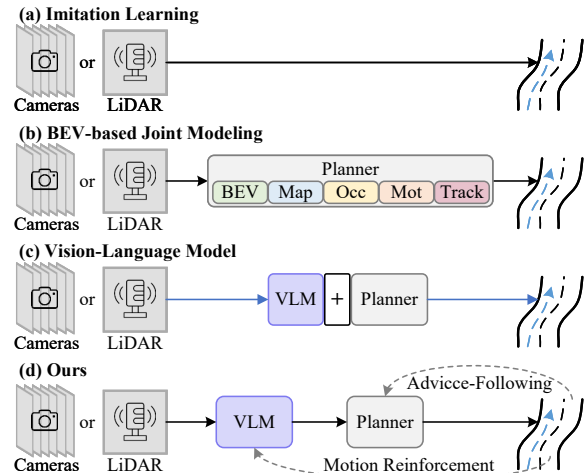 (a) Imitation Learning
or
Cameras LiDAR
(b) BEV-based Joint Modeling
Planner
or
BEV Map Occ Mot Track
Cameras LiDAR
(c) Vision-Language Model
or VLM + Planner
Cameras LiDAR
(d) Ours
Advicce-Following
or VLM Planner
Cameras LiDAR Motion Reinforcement